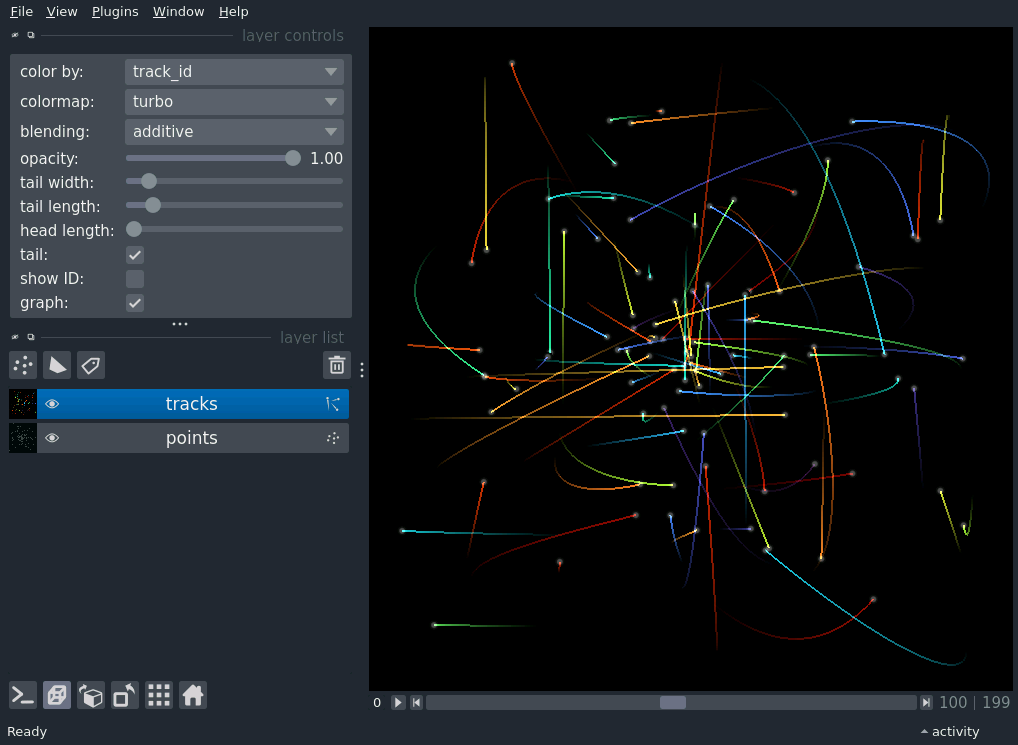 File View Plugins Window Help
layer controls
color by: track_id
colormap: turbo
blending: additive
opacity: 1.00
tail width:
tail length:
head length:
tail:
show ID:
graph:
layer list
tracks
points
0 100 | 199
Ready activity